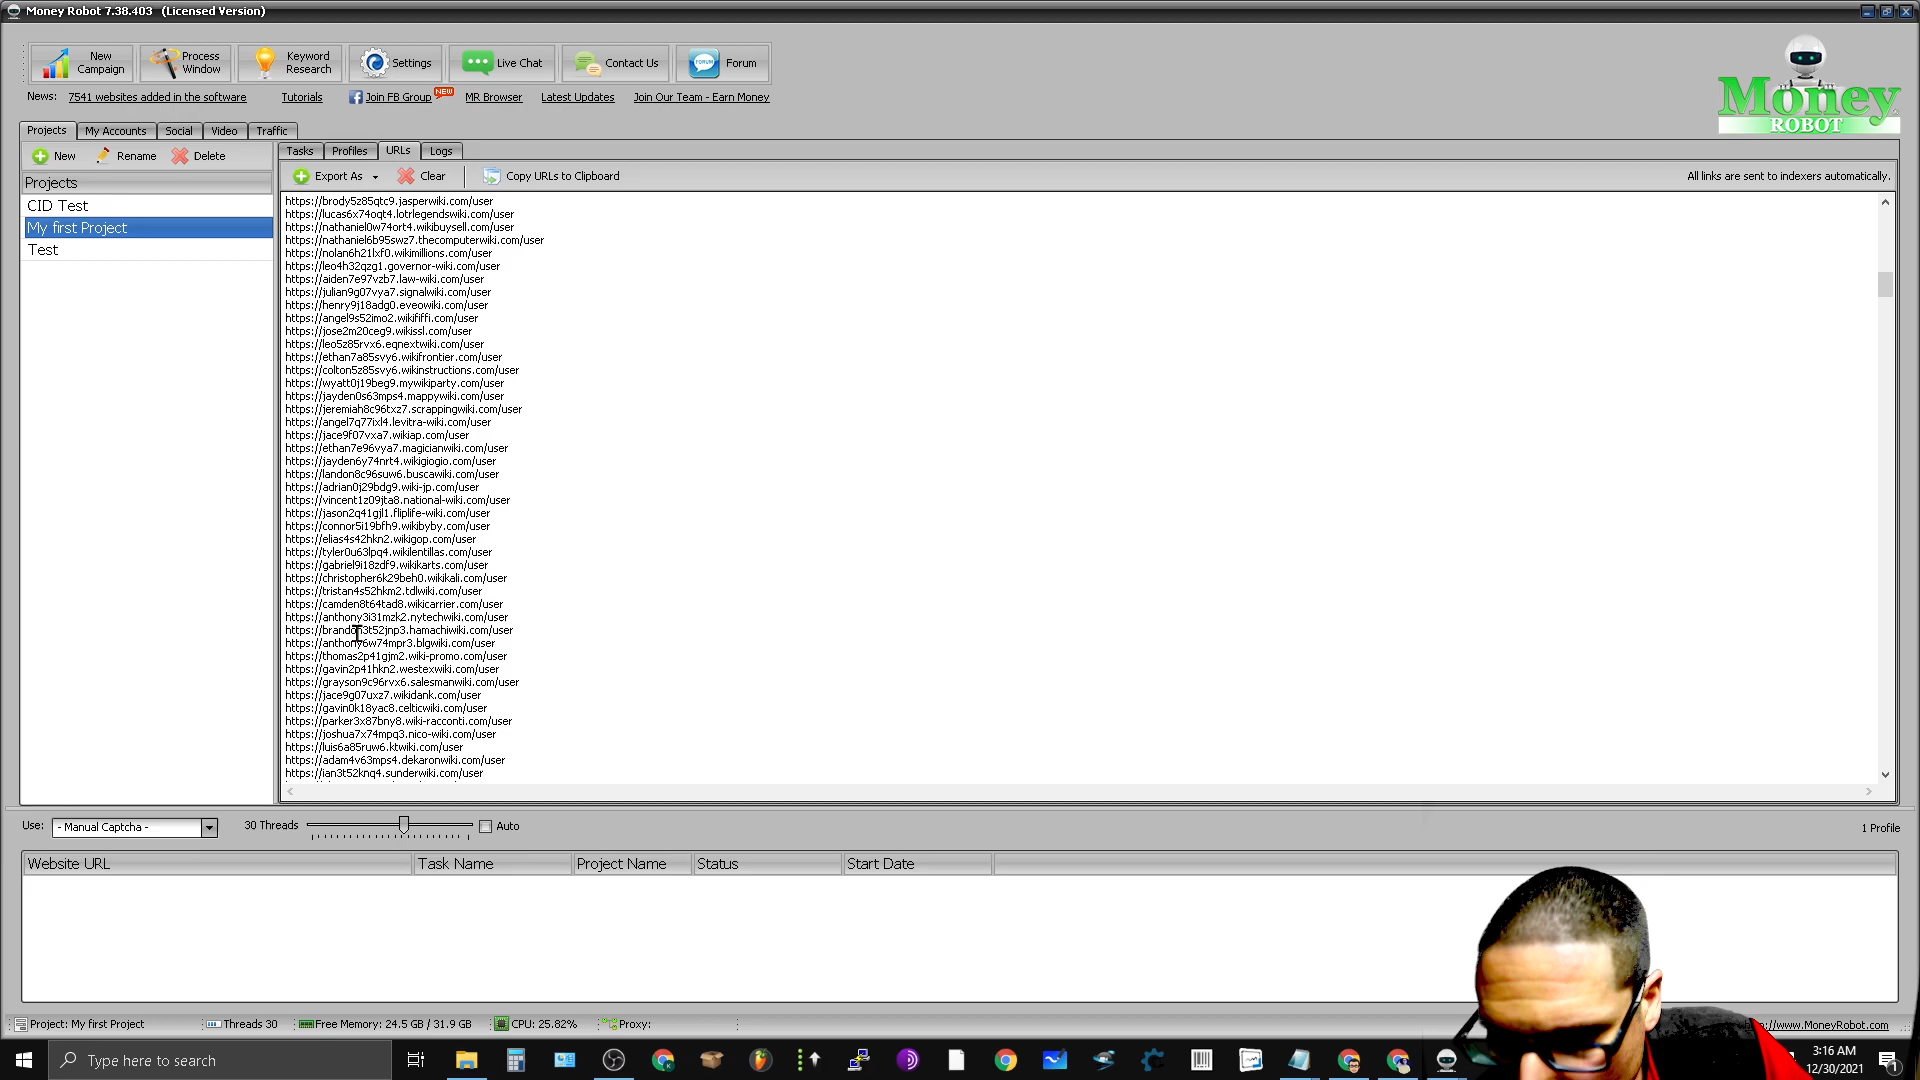 Money Robot 7.38.403 (Licensed Version)
New Campaign
Process Window
Keyword Research
Settings
Live Chat
Contact Us
FORUM
Forum
News: 7541 websites added in the software Tutorials Join FB Group NEW MR Browser Latest Updates Join Our Team - Earn Money
Money
ROBOT
Projects My Accounts Social Video Traffic
New Rename Delete
Projects
CID Test
My first Project
Test
Tasks Profiles URLs Logs
Export As Clear Copy URLs to Clipboard All links are sent to indexers automatically.
https://brody5z85qtc9.jasperwiki.com/user
https://lucas6x74oqt4.lotrlegendswiki.com/user
https://nathaniel0w74ort4.wikibuysell.com/user
https://nathaniel6b95swz7.thecomputerwiki.com/user
https://nolan6h21lxf0.wikimillions.com/user
https://leo4h32qzg1.governor-wiki.com/user
https://aiden7e97vzb7.law-wiki.com/user
https://julian9g07vya7.signalwiki.com/user
https://henry9j18adg0.eveowiki.com/user
https://angel9s52imo2.wikififfi.com/user
https://jose2m20ceg9.wikissl.com/user
https://leo5z85rvx6.eqnextwiki.com/user
https://ethan7a85svy6.wikifrontier.com/user
https://colton5z85svy6.wikinstructions.com/user
https://wyatt0j19beg9.mywikiparty.com/user
https://jayden0s63mps4.mappywiki.com/user
https://jeremiah8c96txz7.scrappingwiki.com/user
https://angel7q77ixl4.levitra-wiki.com/user
https://jace9f07vxa7.wikiap.com/user
https://ethan7e96vya7.magicianwiki.com/user
https://jayden6y74nrt4.wikigiogio.com/user
https://landon8c96suw6.buscawiki.com/user
https://adrian0j29bdg9.wiki-jp.com/user
https://vincent1z09jta8.national-wiki.com/user
https://jason2q41gjl1.fliplife-wiki.com/user
https://connor5i19bfh9.wikibyby.com/user
https://elias4s42hkn2.wikigop.com/user
https://tyler0u63lpq4.wikilentillas.com/user
https://gabriel9i18zdf9.wikikarts.com/user
https://christopher6k29beh0.wikikali.com/user
https://tristan4s52hkm2.tdlwiki.com/user
https://camden8t64tad8.wikicarrier.com/user
https://anthony3i31mzk2.nytechwiki.com/user
https://brandon3t52jnp3.hamachiwiki.com/user
https://anthony6w74mpr3.blgwiki.com/user
https://thomas2p41gjm2.wiki-promo.com/user
https://gavin2p41hkn2.westexwiki.com/user
https://grayson9c96rvx6.salesmanwiki.com/user
https://jace9g07uxz7.wikidank.com/user
https://gavin0k18yac8.celticwiki.com/user
https://parker3x87bny8.wiki-racconti.com/user
https://joshua7x74mpq3.nico-wiki.com/user
https://luis6a85ruw6.ktwiki.com/user
https://adam4v63mps4.dekaronwiki.com/user
https://ian3t52knq4.sunderwiki.com/user
Use: - Manual Captcha - 30 Threads Auto 1 Profile
Website URL Task Name Project Name Status Start Date
Project: My first Project Threads 30 Free Memory: 24.5 GB / 31.9 GB CPU: 25.82% Proxy: http://www.MoneyRobot.com
Type here to search
3:16 AM
12/30/2021